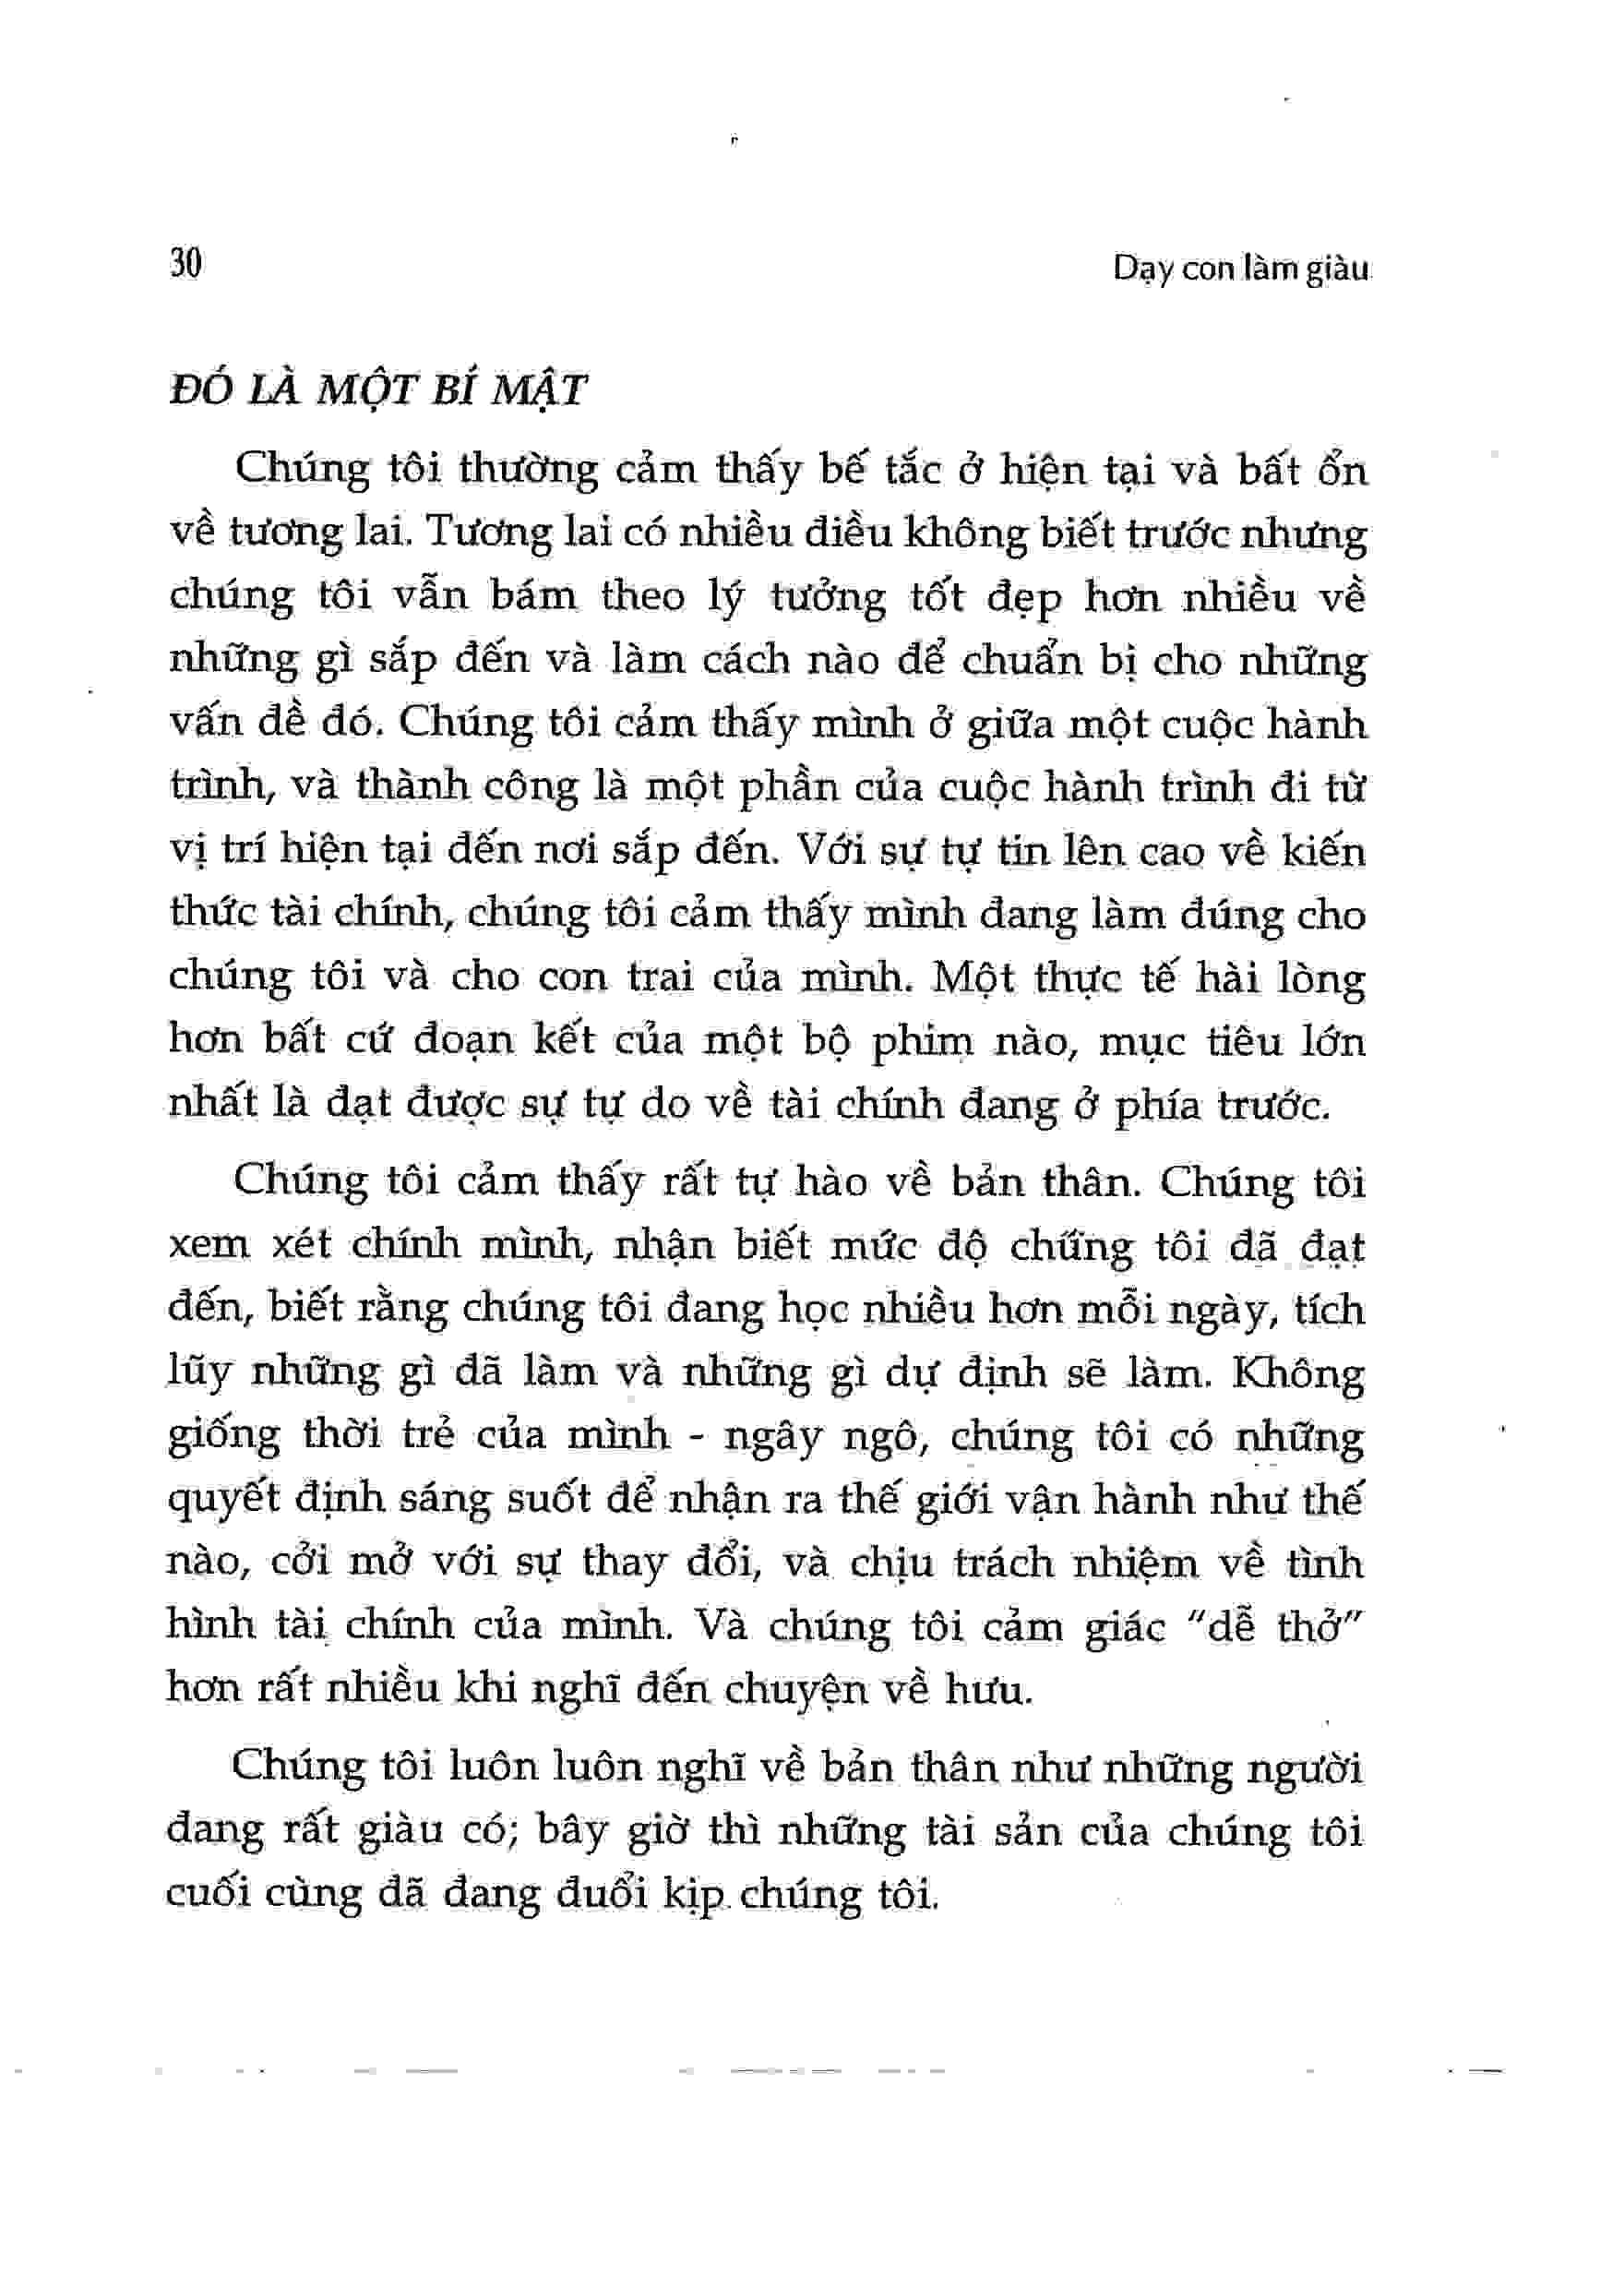 30
Dạy con làm giàu
ĐÓ LÀ MỘT BÍ MẬT
Chúng tôi thường cảm thấy bế tắc ở hiện tại và bất ổn
về tương lai. Tương lai có nhiều điều không biết trước nhưng
chúng tôi vẫn bám theo lý tưởng tốt đẹp hơn nhiều về
những gì sắp đến và làm cách nào để chuẩn bị cho những
vấn đề đó. Chúng tôi cảm thấy mình ở giữa một cuộc hành
trình, và thành công là một phần của cuộc hành trình đi từ
vị trí hiện tại đến nơi sắp đến. Với sự tự tin lên cao về kiến
thức tài chính, chúng tôi cảm thấy mình đang làm đúng cho
chúng tôi và cho con trai của mình. Một thực tế hài lòng
hơn bất cứ đoạn kết của một bộ phim nào, mục tiêu lớn
nhất là đạt được sự tự do về tài chính đang ở phía trước.
Chúng tôi cảm thấy rất tự hào về bản thân. Chúng tôi
xem xét chính mình, nhận biết mức độ chúng tôi đã đạt
đến, biết rằng chúng tôi đang học nhiều hơn mỗi ngày, tích
lũy những gì đã làm và những gì dự định sẽ làm. Không
giống thời trẻ của mình - ngây ngô, chúng tôi có những
quyết định sáng suốt để nhận ra thế giới vận hành như thế
nào, cởi mở với sự thay đổi, và chịu trách nhiệm về tình
hình tài chính của mình. Và chúng tôi cảm giác "dễ thở"
hơn rất nhiều khi nghĩ đến chuyện về hưu.
Chúng tôi luôn luôn nghĩ về bản thân như những người
đang rất giàu có; bây giờ thì những tài sản của chúng tôi
cuối cùng đã đang đuổi kịp chúng tôi.